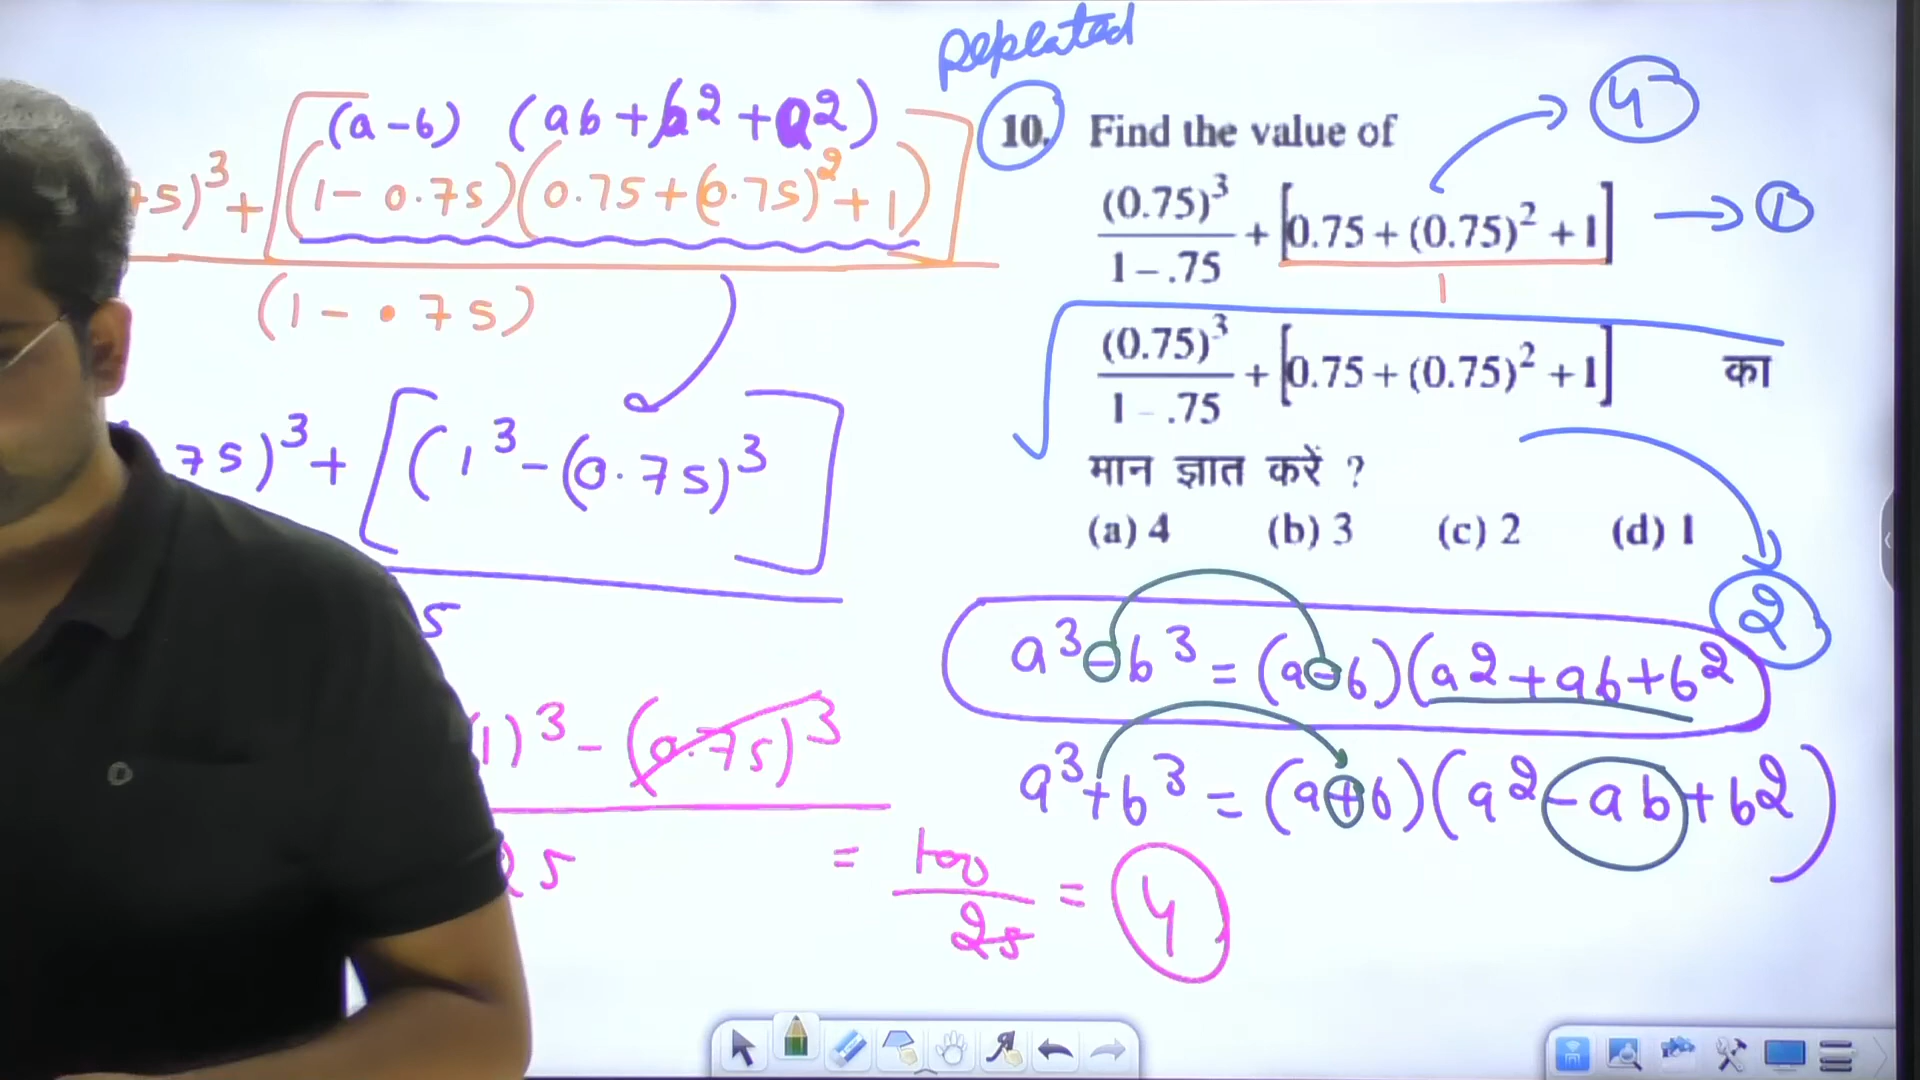 Repeated
(a-b) (ab+b2+a2)
75)³+[(1-0.75)(0.75+(0.75)²+1)]
(1-.75)
75)³+[(1³-(0.75)³]
5
1)³-(0.75)³
25
= 100/25 = 4
10. Find the value of
(0.75)³/1-.75 + [0.75+(0.75)²+1]
4
1
1
(0.75)³/1-.75 + [0.75+(0.75)²+1] का
मान ज्ञात करें ?
(a) 4 (b) 3 (c) 2 (d) 1
2
a³-b³=(a-b)(a2+ab+b2
a³+b³=(a+b)(a2-ab+b2)